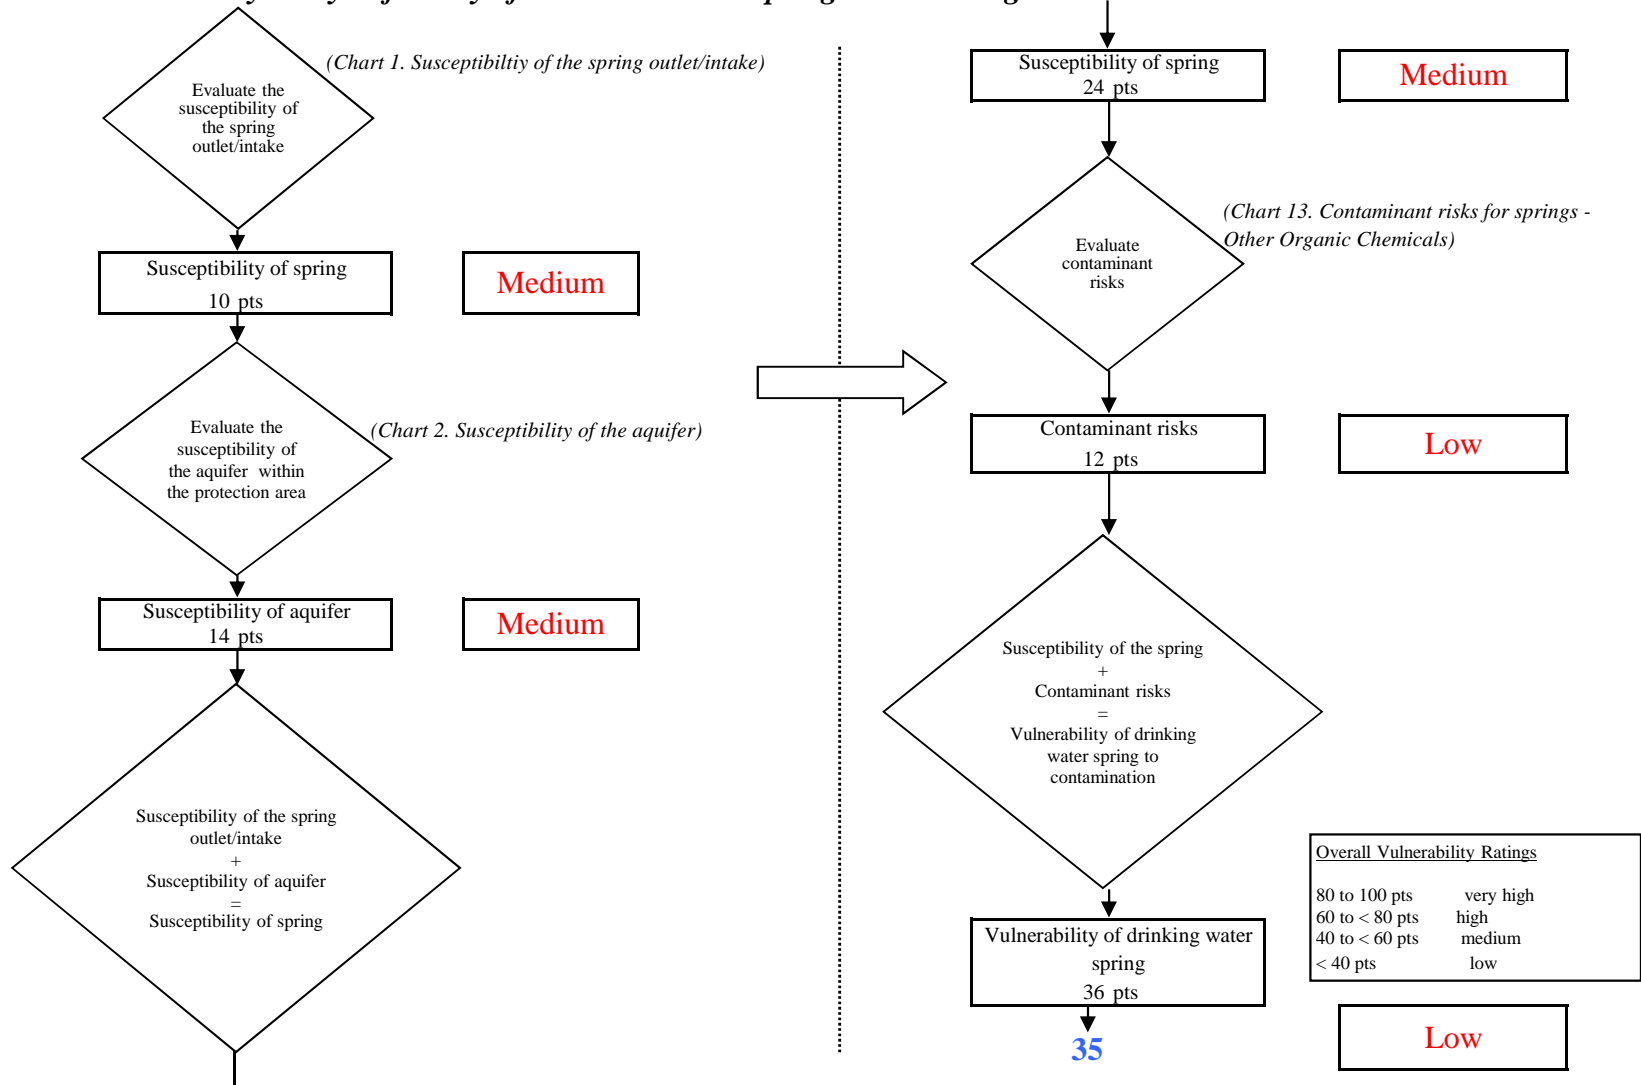 (Chart 1. Susceptibiltiy of the spring outlet/intake)
Evaluate the
susceptibility of
the spring
outlet/intake
Susceptibility of spring
10 pts
Medium
Evaluate the
susceptibility of
the aquifer within
the protection area
(Chart 2. Susceptibility of the aquifer)
Susceptibility of aquifer
14 pts
Medium
Susceptibility of the spring
outlet/intake
+
Susceptibility of aquifer
=
Susceptibility of spring
Susceptibility of spring
24 pts
Medium
Evaluate
contaminant
risks
(Chart 13. Contaminant risks for springs -
Other Organic Chemicals)
Contaminant risks
12 pts
Low
Susceptibility of the spring
+
Contaminant risks
=
Vulnerability of drinking
water spring to
contamination
Overall Vulnerability Ratings
80 to 100 pts very high
60 to < 80 pts high
40 to < 60 pts medium
< 40 pts low
Vulnerability of drinking water
spring
36 pts
35
Low